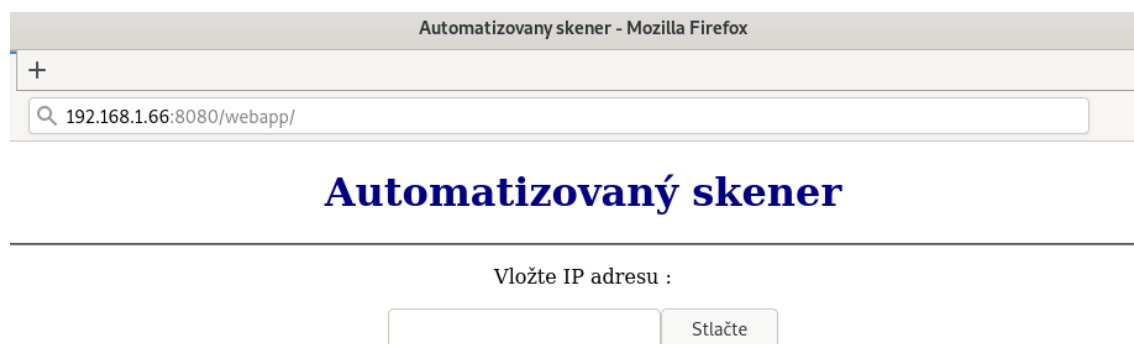 Automatizovany skener - Mozilla Firefox
+
192.168.1.66:8080/webapp/
Automatizovaný skener
Vložte IP adresu :
Stlačte